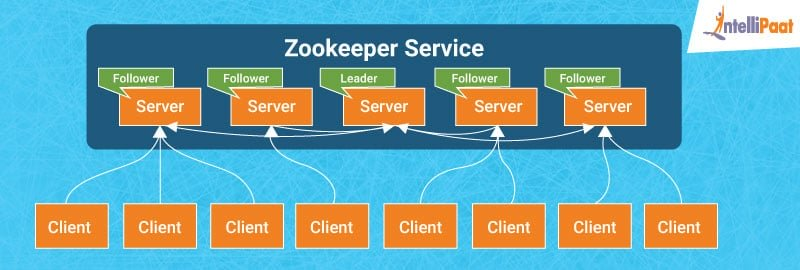 IntelliPaat
Zookeeper Service
Follower
Follower
Leader
Follower
Follower
Server
Server
Server
Server
Server
Client
Client
Client
Client
Client
Client
Client
Client